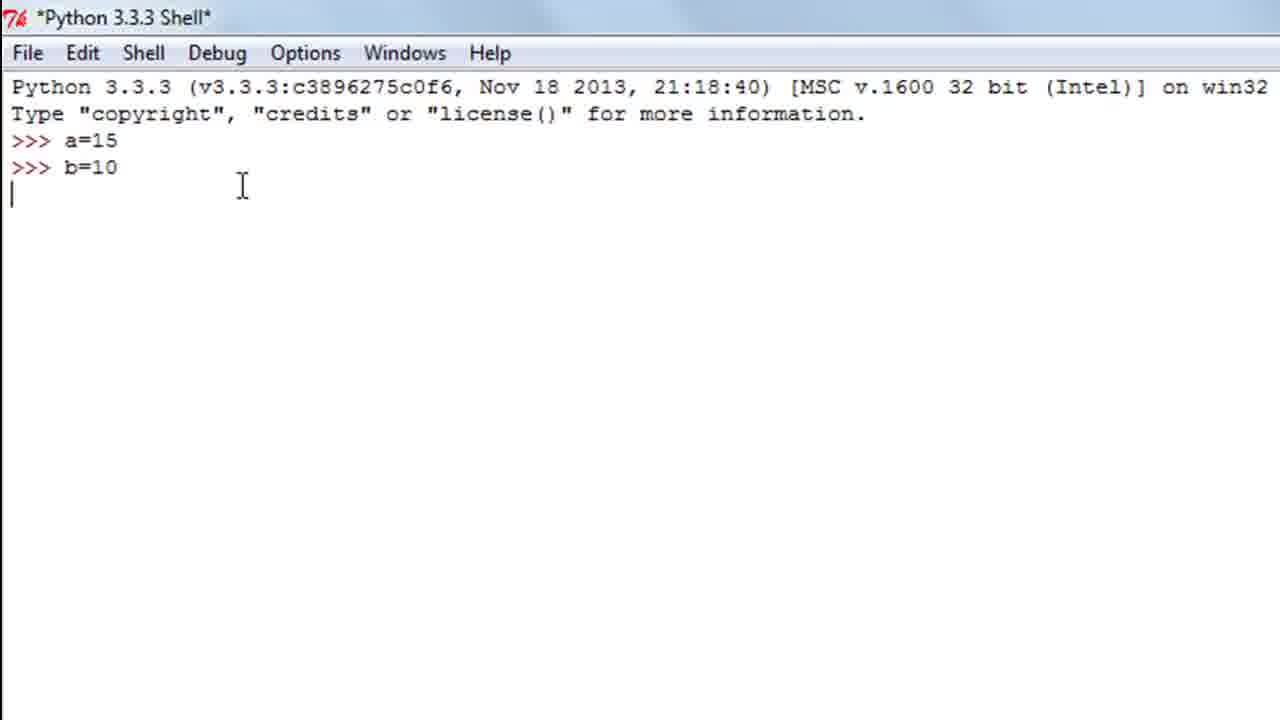 *Python 3.3.3 Shell*
File Edit Shell Debug Options Windows Help
Python 3.3.3 (v3.3.3:c3896275c0f6, Nov 18 2013, 21:18:40) [MSC v.1600 32 bit (Intel)] on win32
Type "copyright", "credits" or "license()" for more information.
>>> a=15
>>> b=10